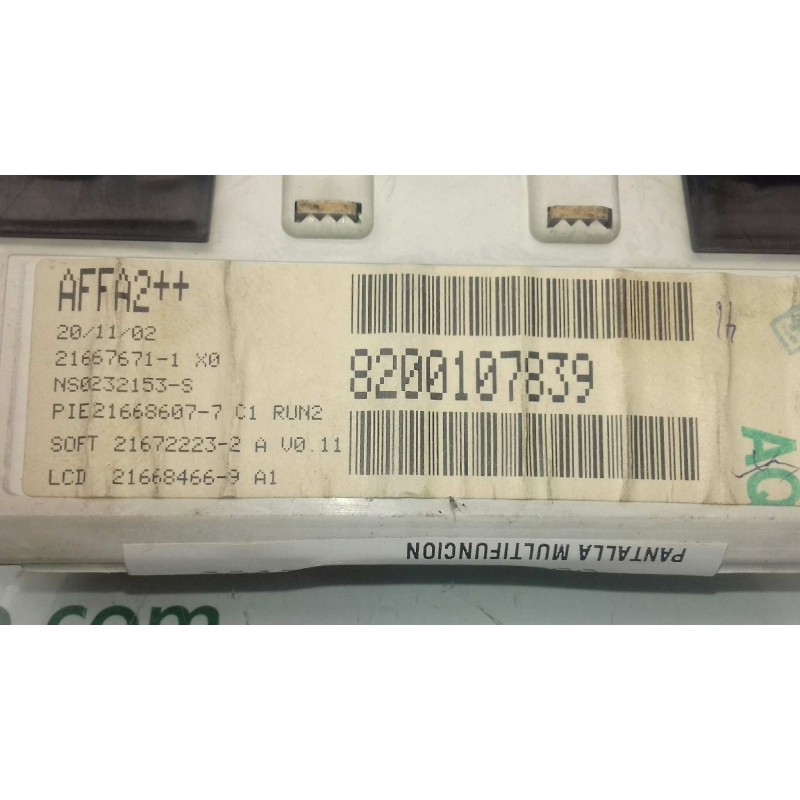 AFFA2++
20/11/02
21667671-1 X0
NS0232153-S
PIE21668607-7 C1 RUN2
SOFT 21672223-2 A V0.11
LCD 21668466-9 A1
8200107839
PANTALLA MULTIFUNCION
.com